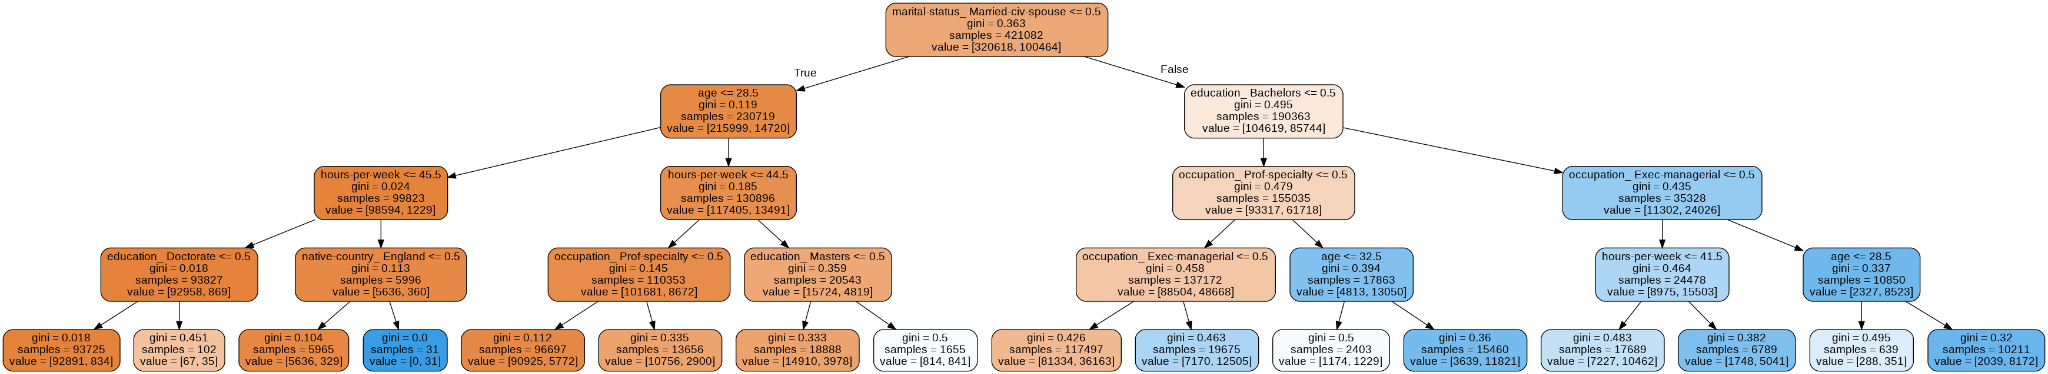 marital-status_ Married-civ-spouse <= 0.5
gini = 0.363
samples = 421082
value = [320618, 100464]
True
False
age <= 28.5
gini = 0.119
samples = 230719
value = [215999, 14720]
education_ Bachelors <= 0.5
gini = 0.495
samples = 190363
value = [104619, 85744]
hours-per-week <= 45.5
gini = 0.024
samples = 99823
value = [98594, 1229]
hours-per-week <= 44.5
gini = 0.185
samples = 130896
value = [117405, 13491]
occupation_ Prof-specialty <= 0.5
gini = 0.479
samples = 155035
value = [93317, 61718]
occupation_ Exec-managerial <= 0.5
gini = 0.435
samples = 35328
value = [11302, 24026]
education_ Doctorate <= 0.5
gini = 0.018
samples = 93827
value = [92958, 869]
native-country_ England <= 0.5
gini = 0.113
samples = 5996
value = [5636, 360]
occupation_ Prof-specialty <= 0.5
gini = 0.145
samples = 110353
value = [101681, 8672]
education_ Masters <= 0.5
gini = 0.359
samples = 20543
value = [15724, 4819]
occupation_ Exec-managerial <= 0.5
gini = 0.458
samples = 137172
value = [88504, 48668]
age <= 32.5
gini = 0.394
samples = 17863
value = [4813, 13050]
hours-per-week <= 41.5
gini = 0.464
samples = 24478
value = [8975, 15503]
age <= 28.5
gini = 0.337
samples = 10850
value = [2327, 8523]
gini = 0.018
samples = 93725
value = [92891, 834]
gini = 0.451
samples = 102
value = [67, 35]
gini = 0.104
samples = 5965
value = [5636, 329]
gini = 0.0
samples = 31
value = [0, 31]
gini = 0.112
samples = 96697
value = [90925, 5772]
gini = 0.335
samples = 13656
value = [10756, 2900]
gini = 0.333
samples = 18888
value = [14910, 3978]
gini = 0.5
samples = 1655
value = [814, 841]
gini = 0.426
samples = 117497
value = [81334, 36163]
gini = 0.463
samples = 19675
value = [7170, 12505]
gini = 0.5
samples = 2403
value = [1174, 1229]
gini = 0.36
samples = 15460
value = [3639, 11821]
gini = 0.483
samples = 17689
value = [7227, 10462]
gini = 0.382
samples = 6789
value = [1748, 5041]
gini = 0.495
samples = 639
value = [288, 351]
gini = 0.32
samples = 10211
value = [2039, 8172]